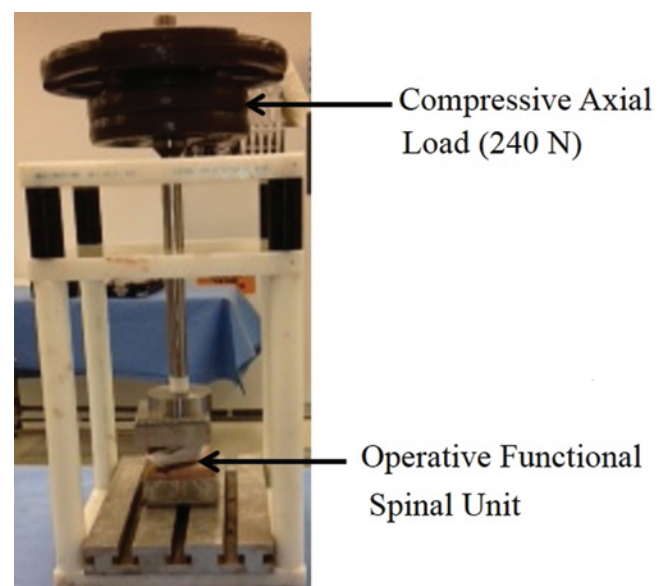 Compressive Axial
Load (240 N)
Operative Functional
Spinal Unit